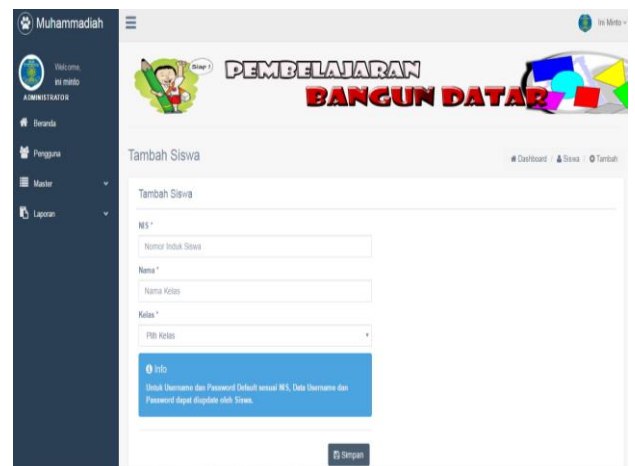 Muhammadiah
Ini Minto
Welcome,
ini minto
ADMINISTRATOR
Beranda
Pengguna
Master
Laporan
Siap !
PEMBELAJARAN
BANGUN DATAR
Tambah Siswa
Dashboard / Siswa / Tambah
Tambah Siswa
NIS *
Nomor Induk Siswa
Nama *
Nama Kelas
Kelas *
Pilih Kelas
Info
Untuk Username dan Password Default sesuai NIS, Data Username dan
Password dapat diupdate oleh Siswa.
Simpan